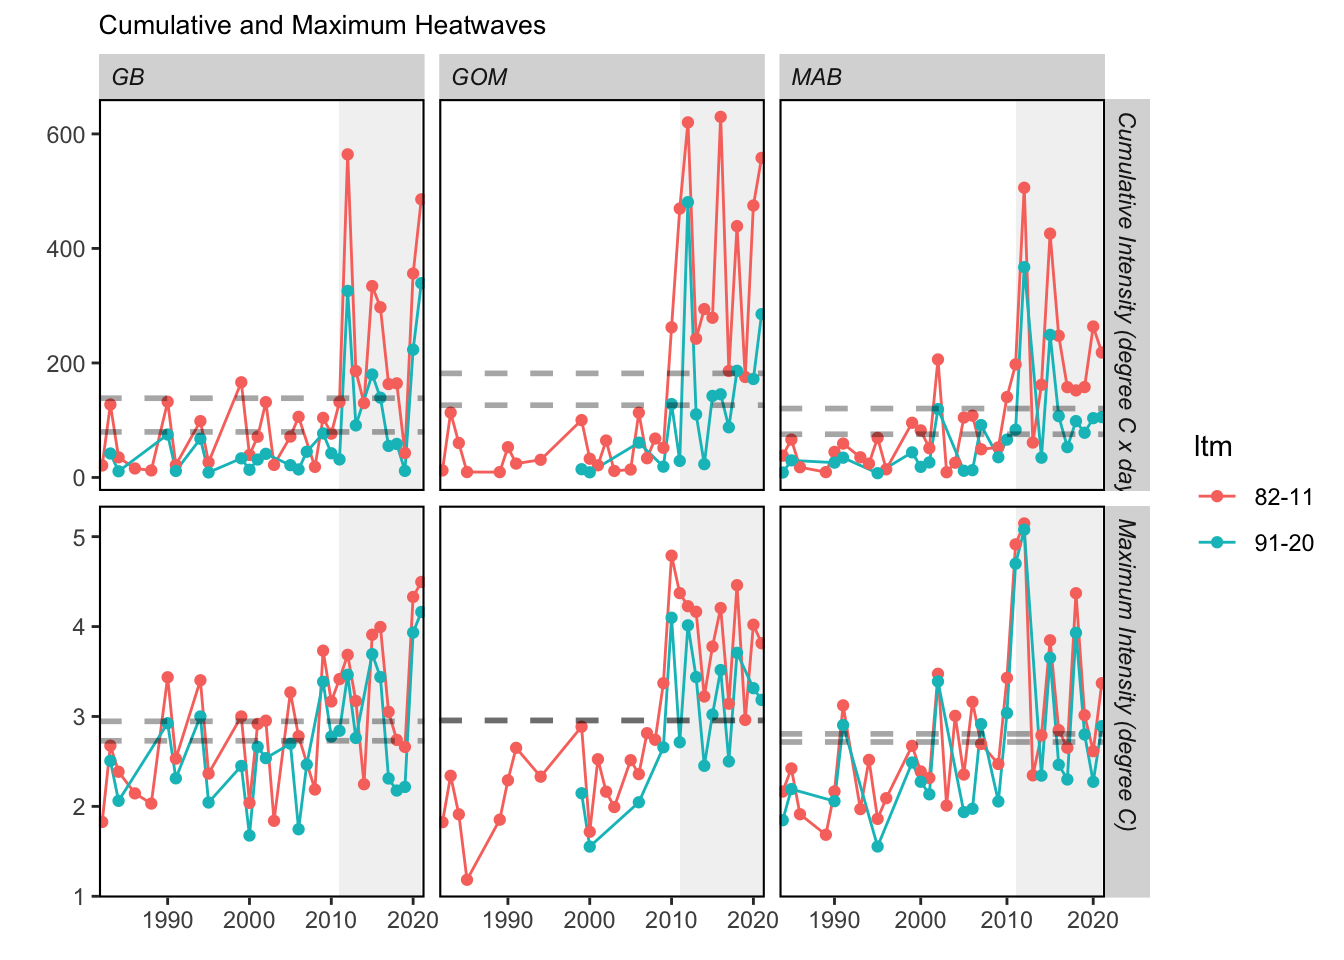 Cumulative and Maximum Heatwaves
GB GOM MAB
600
400
200
0
Cumulative Intensity (degree C x day
5
4
3
2
1
Maximum Intensity (degree C)
1990 2000 2010 2020 1990 2000 2010 2020 1990 2000 2010 2020
ltm
82-11
91-20